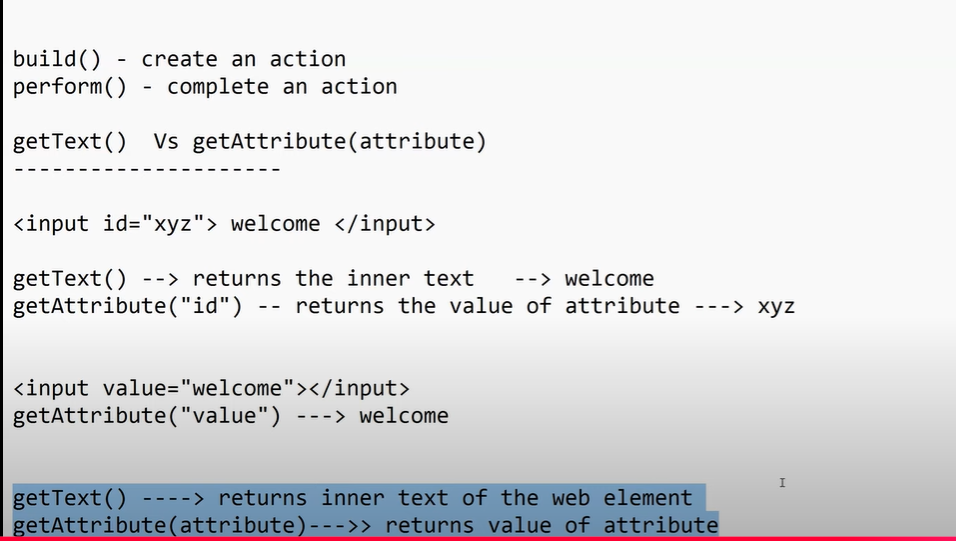 build() - create an action
perform() - complete an action
getText()  Vs getAttribute(attribute)
---------------------
<input id="xyz"> welcome </input>
getText() --> returns the inner text   --> welcome
getAttribute("id") -- returns the value of attribute ---> xyz
<input value="welcome"></input>
getAttribute("value") ---> welcome
getText() ----> returns inner text of the web element
getAttribute(attribute)--->> returns value of attribute